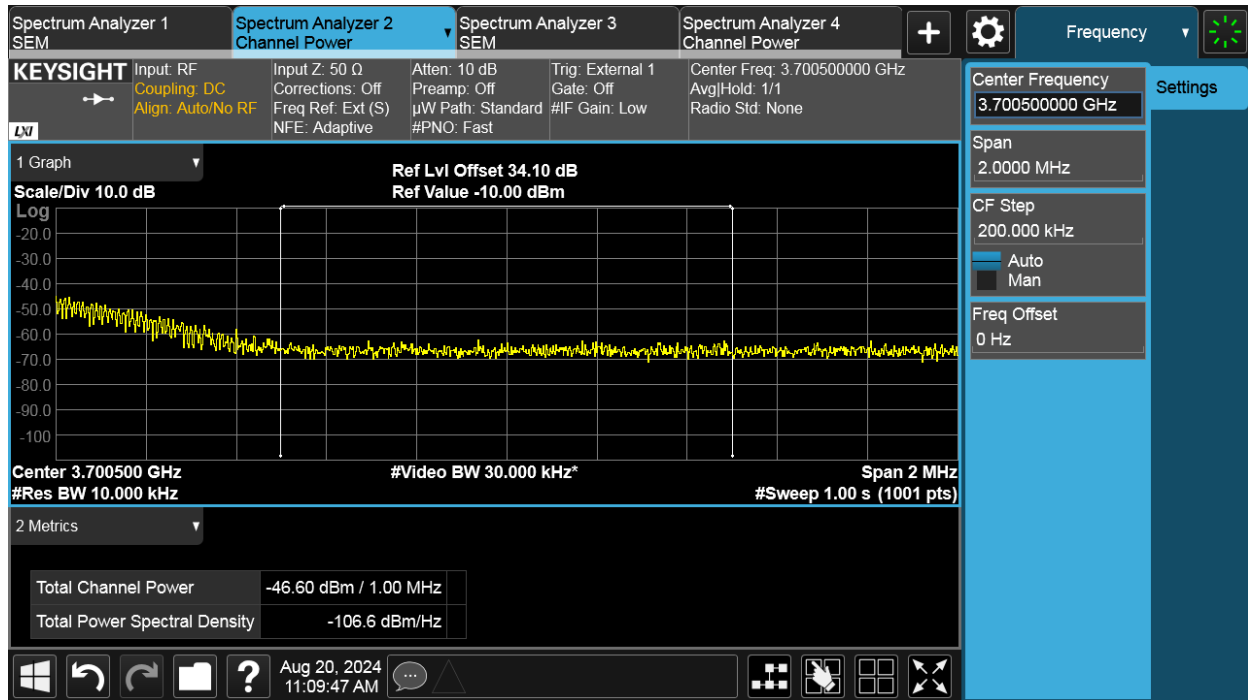 Spectrum Analyzer 1
SEM
Spectrum Analyzer 2
Channel Power
Spectrum Analyzer 3
SEM
Spectrum Analyzer 4
Channel Power
+
Frequency
KEYSIGHT
LXI
Input: RF
Coupling: DC
Align: Auto/No RF
Input Z: 50 Ω
Corrections: Off
Freq Ref: Ext (S)
NFE: Adaptive
Atten: 10 dB
Preamp: Off
µW Path: Standard
#PNO: Fast
Trig: External 1
Gate: Off
#IF Gain: Low
Center Freq: 3.700500000 GHz
Avg|Hold: 1/1
Radio Std: None
Center Frequency
3.700500000 GHz
Settings
Span
2.0000 MHz
CF Step
200.000 kHz
Auto
Man
Freq Offset
0 Hz
1 Graph
Scale/Div 10.0 dB
Ref Lvl Offset 34.10 dB
Ref Value -10.00 dBm
Log
-20.0
-30.0
-40.0
-50.0
-60.0
-70.0
-80.0
-90.0
-100
Center 3.700500 GHz
#Video BW 30.000 kHz*
Span 2 MHz
#Res BW 10.000 kHz
#Sweep 1.00 s (1001 pts)
2 Metrics
Total Channel Power -46.60 dBm / 1.00 MHz
Total Power Spectral Density -106.6 dBm/Hz
?
Aug 20, 2024
11:09:47 AM